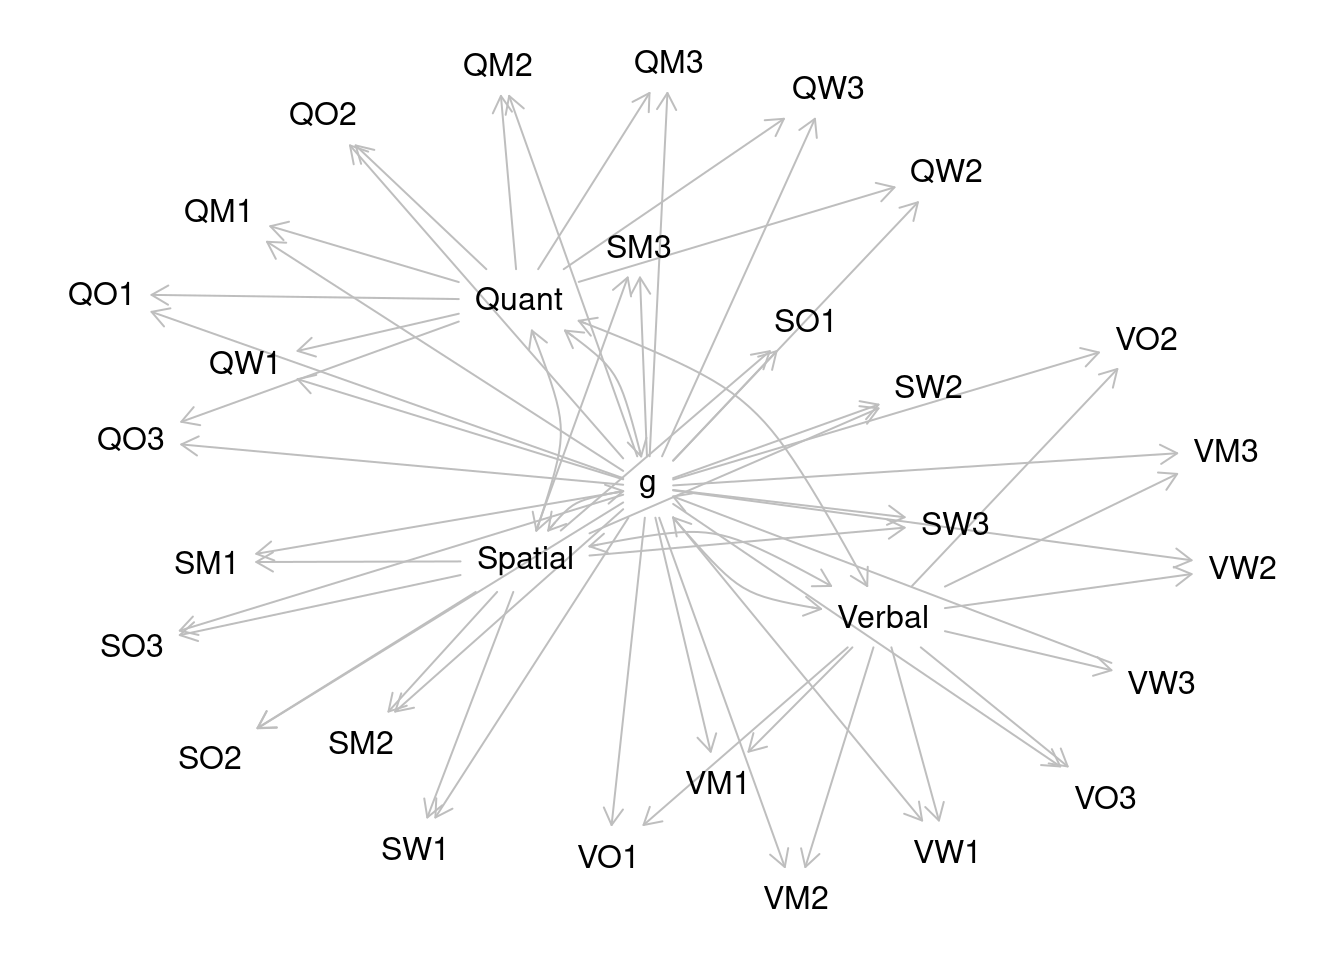 QM3
QM2
QW3
QO2
QW2
QM1
SM3
QO1
Quant
SO1
VO2
QW1
SW2
QO3
VM3
g
SW3
Spatial
SM1
VW2
Verbal
SO3
VW3
SM2
SO2
VM1
VO3
SW1
VW1
VO1
VM2